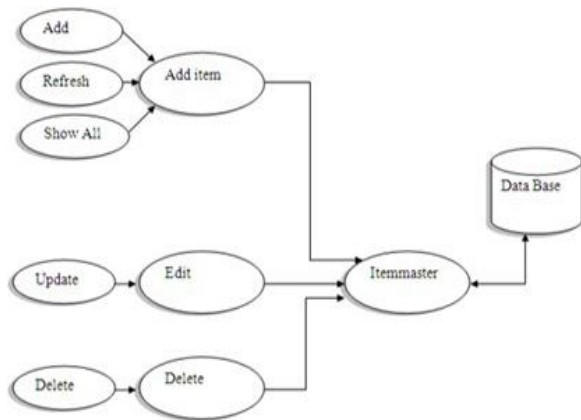 Add
Refresh
Add item
Show All
Data Base
Update
Edit
Itemmaster
Delete
Delete